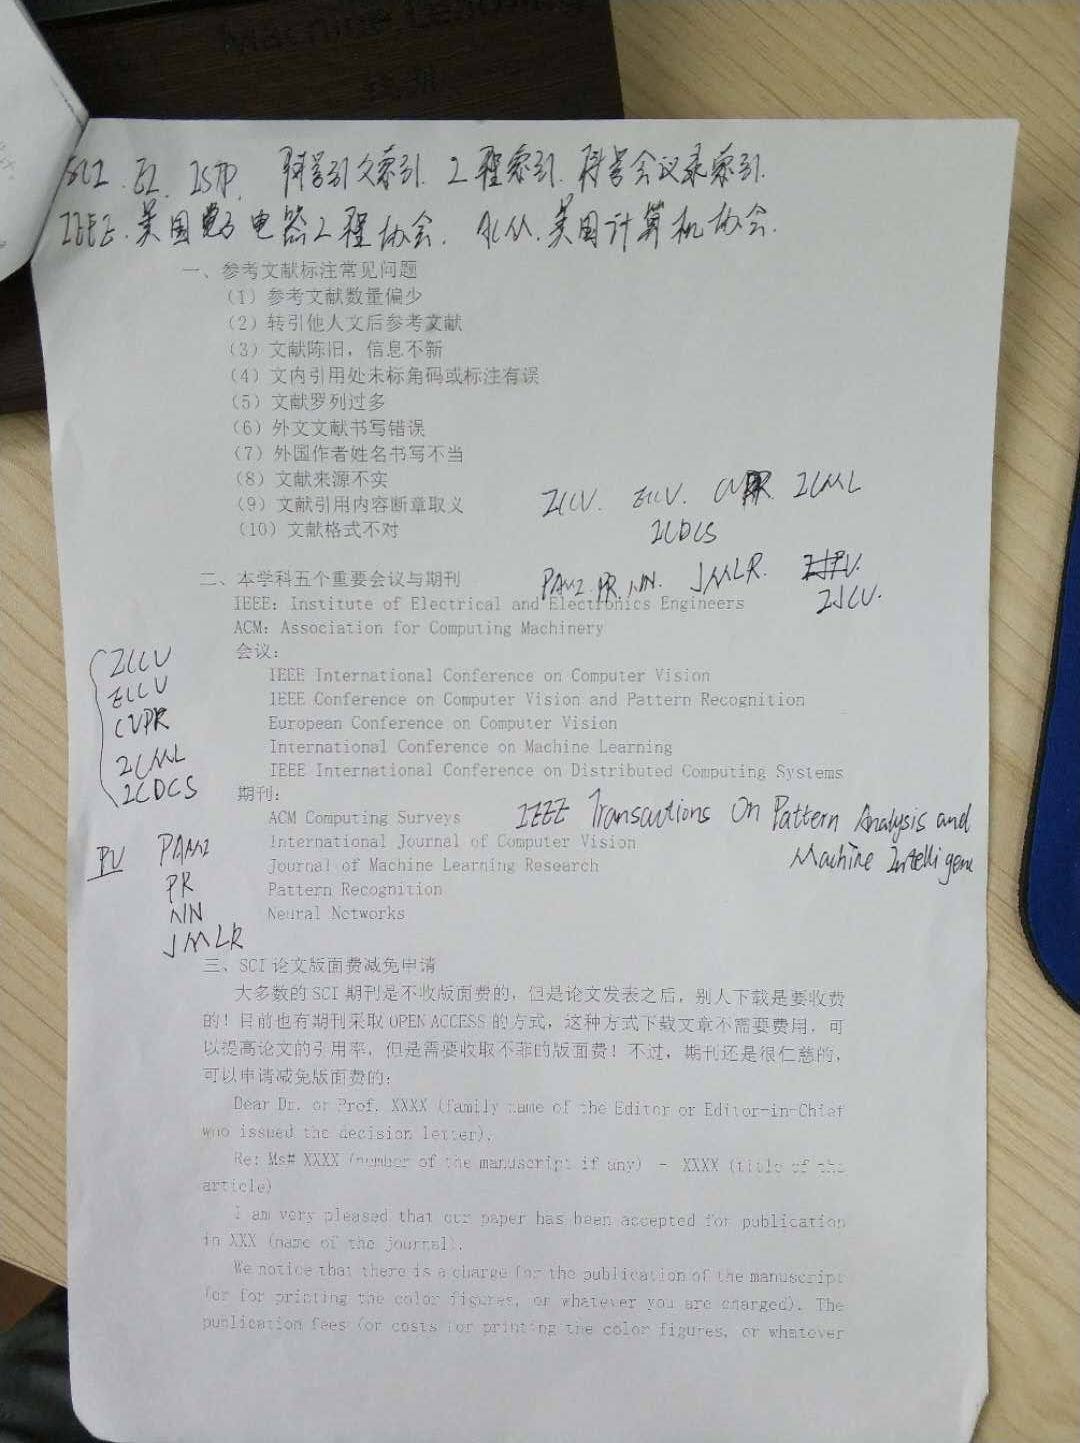 SCI. EI. ISTP. 科学引文索引. 工程索引. 科学会议录索引.
IEEE. 美国电子电器工程协会. ACM. 美国计算机协会.
一、参考文献标注常见问题
(1) 参考文献数量偏少
(2) 转引他人文后参考文献
(3) 文献陈旧，信息不新
(4) 文内引用处未标角码或标注有误
(5) 文献罗列过多
(6) 外文文献书写错误
(7) 外国作者姓名书写不当
(8) 文献来源不实
(9) 文献引用内容断章取义
(10) 文献格式不对
ICCV. ECCV. CVPR. ICML
ICDCS
二、本学科五个重要会议与期刊
PAMI. PR. NN. JMLR.
IJCV.
IEEE: Institute of Electrical and Electronics Engineers
ACM: Association for Computing Machinery
会议:
ICCV
ECCV
CVPR
ICML
ICDCS
IEEE International Conference on Computer Vision
IEEE Conference on Computer Vision and Pattern Recognition
European Conference on Computer Vision
International Conference on Machine Learning
IEEE International Conference on Distributed Computing Systems
期刊:
ACM Computing Surveys
IEEE Transactions On Pattern Analysis and
Machine Intelligence
International Journal of Computer Vision
Journal of Machine Learning Research
Pattern Recognition
Neural Networks
PAMI
PR
NN
JMLR
三、SCI 论文版面费减免申请
大多数的 SCI 期刊是不收版面费的，但是论文发表之后，别人下载是要收费
的！目前也有期刊采取 OPEN ACCESS 的方式，这种方式下载文章不需要费用，可
以提高论文的引用率，但是需要收取不菲的版面费！不过，期刊还是很仁慈的，
可以申请减免版面费的:
Dear Dr. or Prof. XXXX (family name of the Editor or Editor-in-Chief
who issued the decision letter),
Re: Ms# XXXX (number of the manuscript if any) - XXXX (title of the
article)
I am very pleased that our paper has been accepted for publication
in XXX (name of the journal).
We notice that there is a charge for the publication of the manuscript
(or for printing the color figures, or whatever you are charged). The
publication fees (or costs for printing the color figures, or whatever